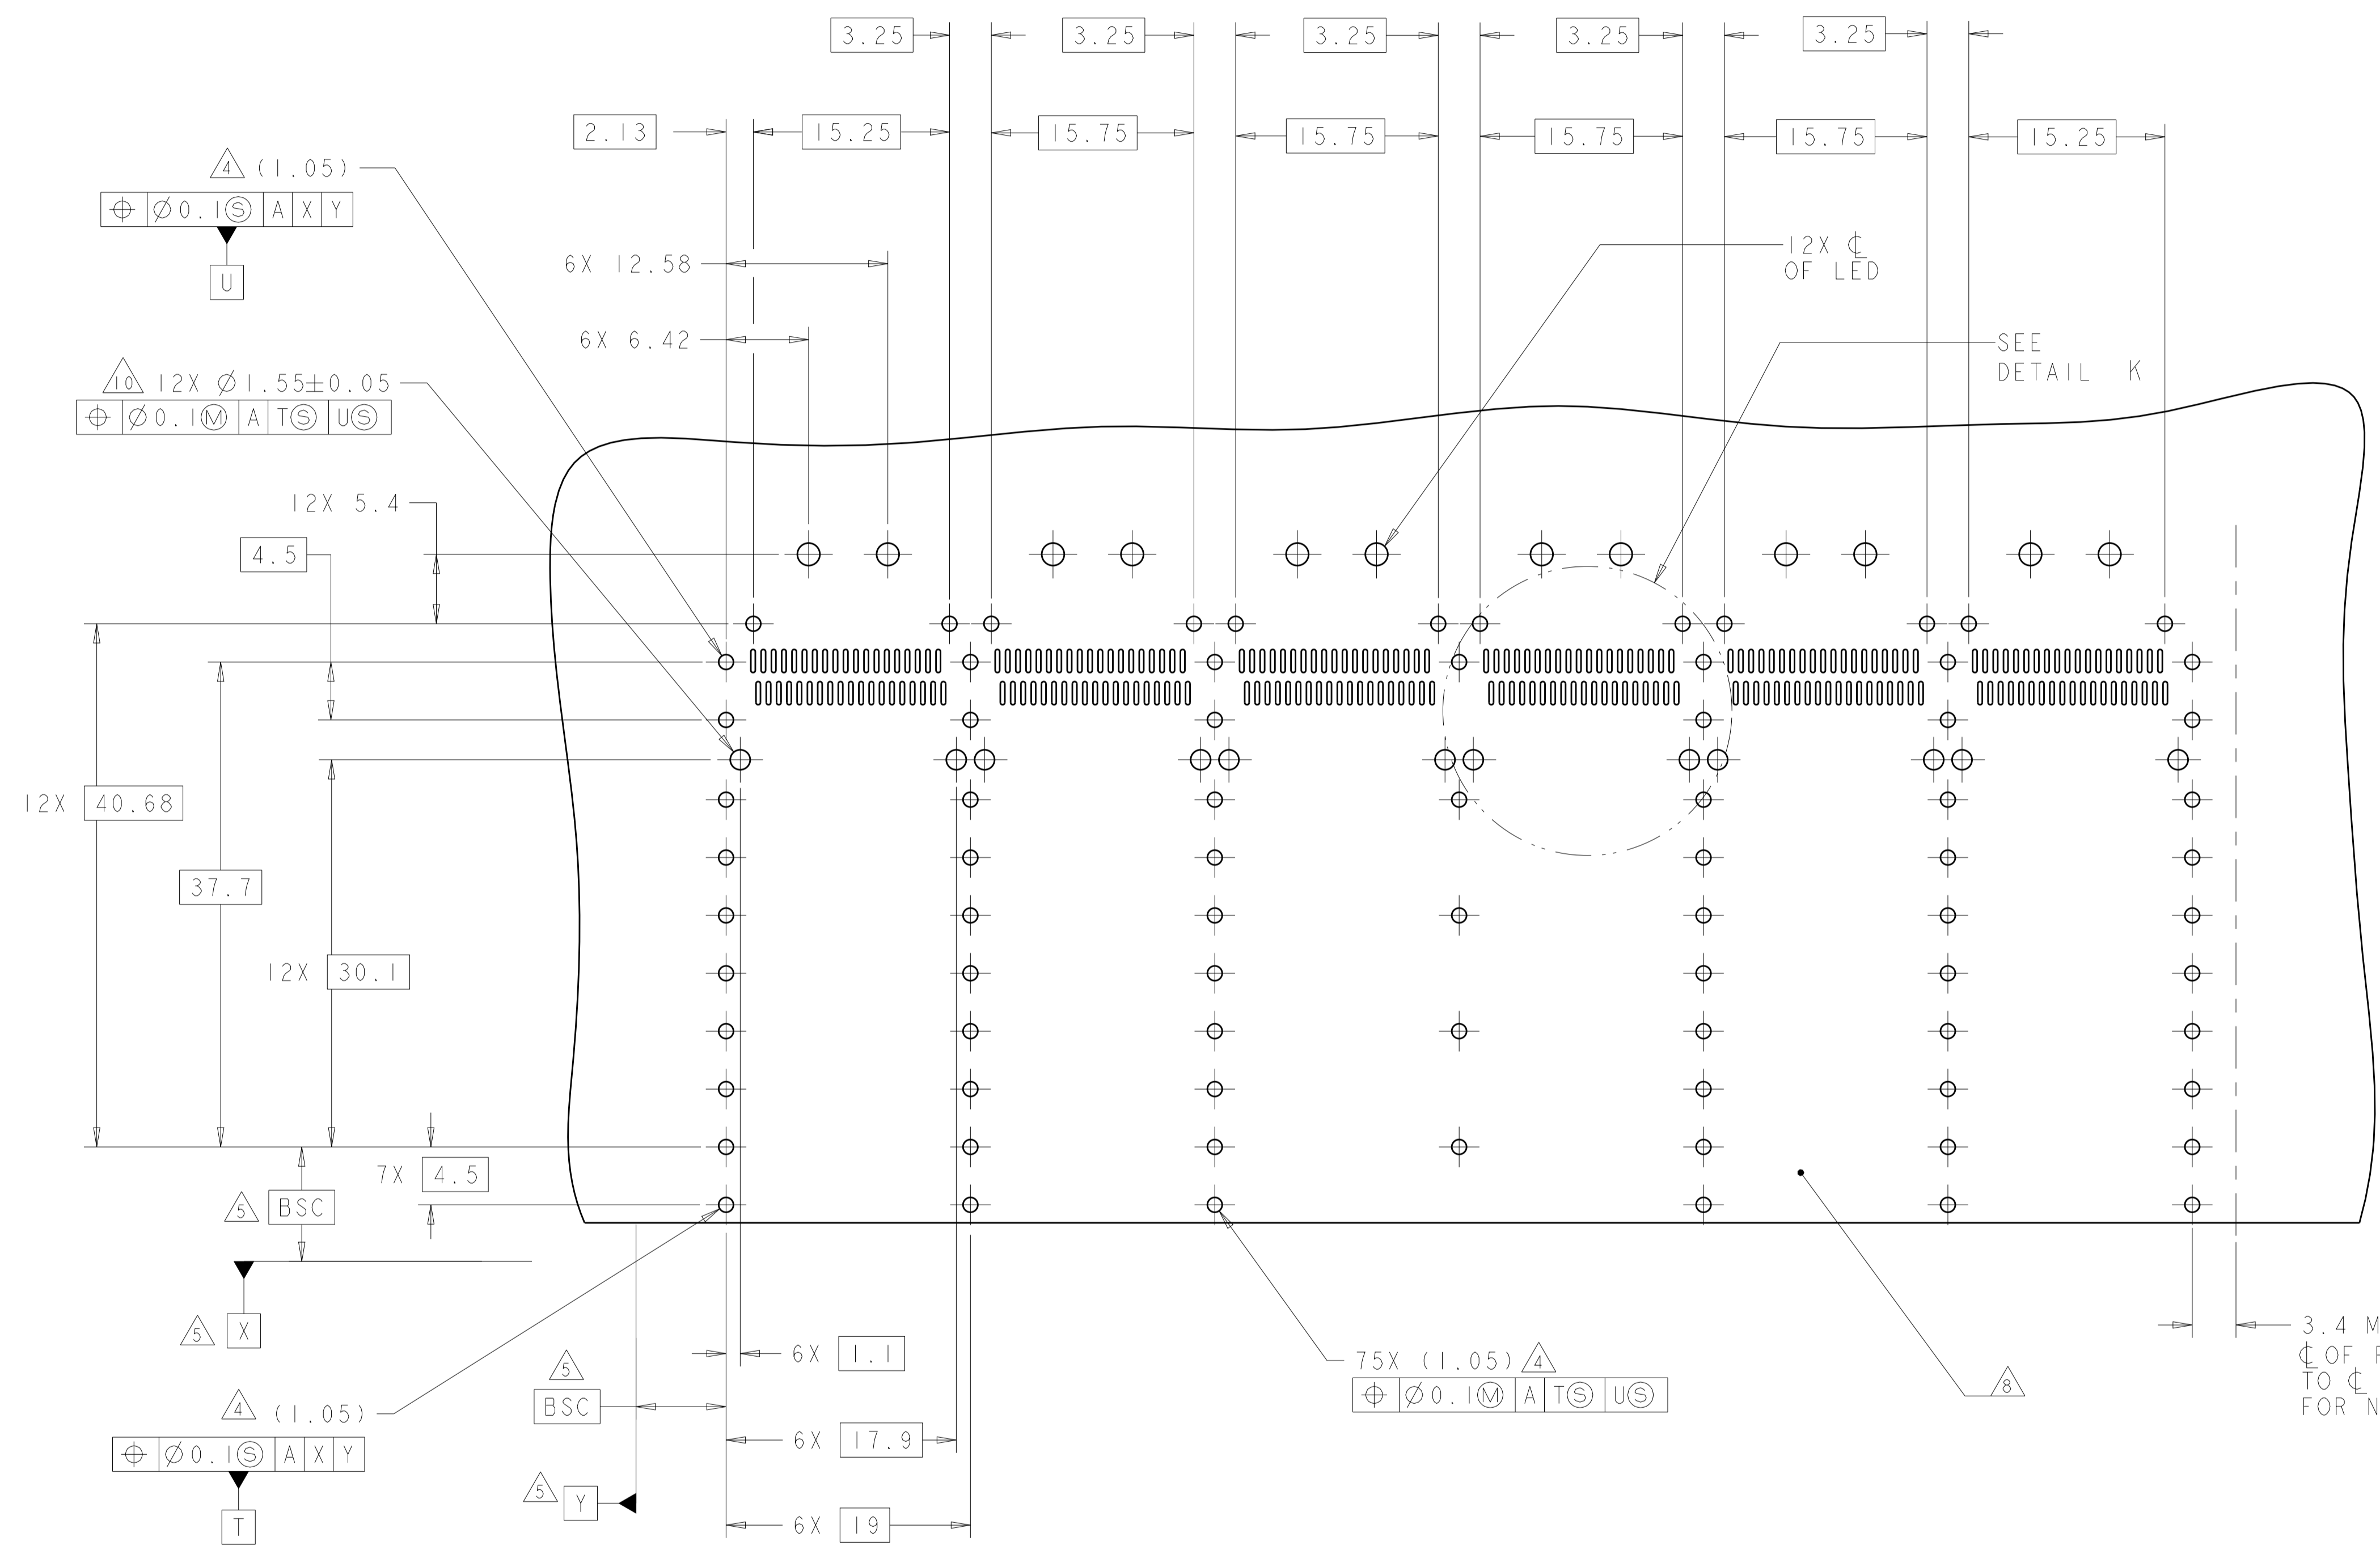 3.25 3.25 3.25 3.25 3.25
2.13 15.25 15.75 15.75 15.75 15.75 15.25
4 (1.05)
⌖ Ø0.1Ⓢ A X Y
U
6X 12.58
12X ℄
OF LED
6X 6.42
SEE
DETAIL K
10 12X Ø1.55±0.05
⌖ Ø0.1Ⓜ A TⓈ UⓈ
12X 5.4
4.5
12X 40.68
37.7
12X 30.1
7X 4.5
5 BSC
5 X
3.4 M
℄ OF
TO ℄
FOR N
6X 1.1
75X (1.05) 4
⌖ Ø0.1Ⓜ A TⓈ UⓈ
8
5
BSC
4 (1.05)
⌖ Ø0.1Ⓢ A X Y
T
6X 17.9
5 Y
6X 19